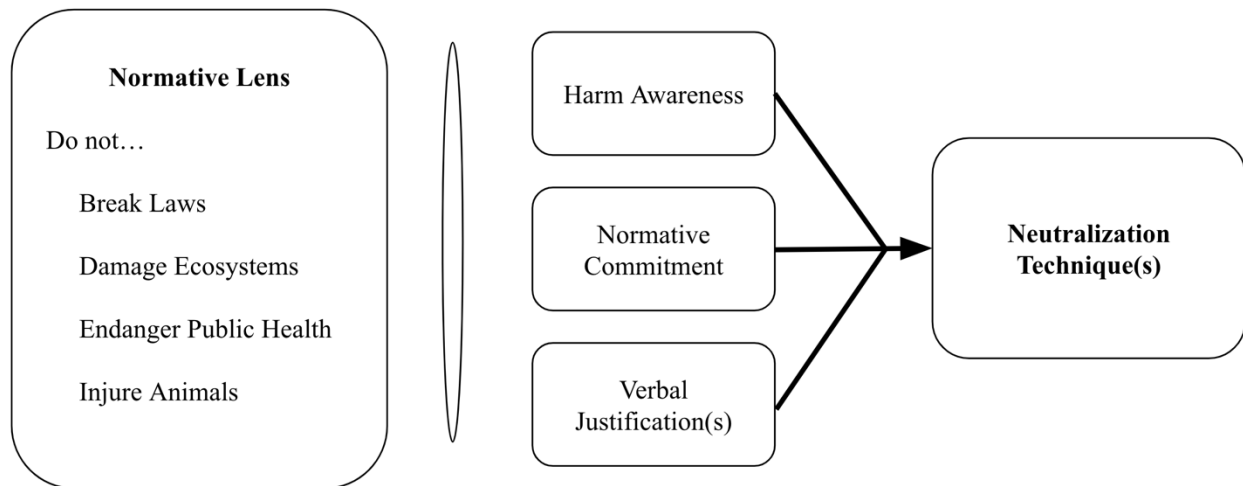 Normative Lens
Do not…
Break Laws
Damage Ecosystems
Endanger Public Health
Injure Animals
Harm Awareness
Normative
Commitment
Verbal
Justification(s)
Neutralization
Technique(s)